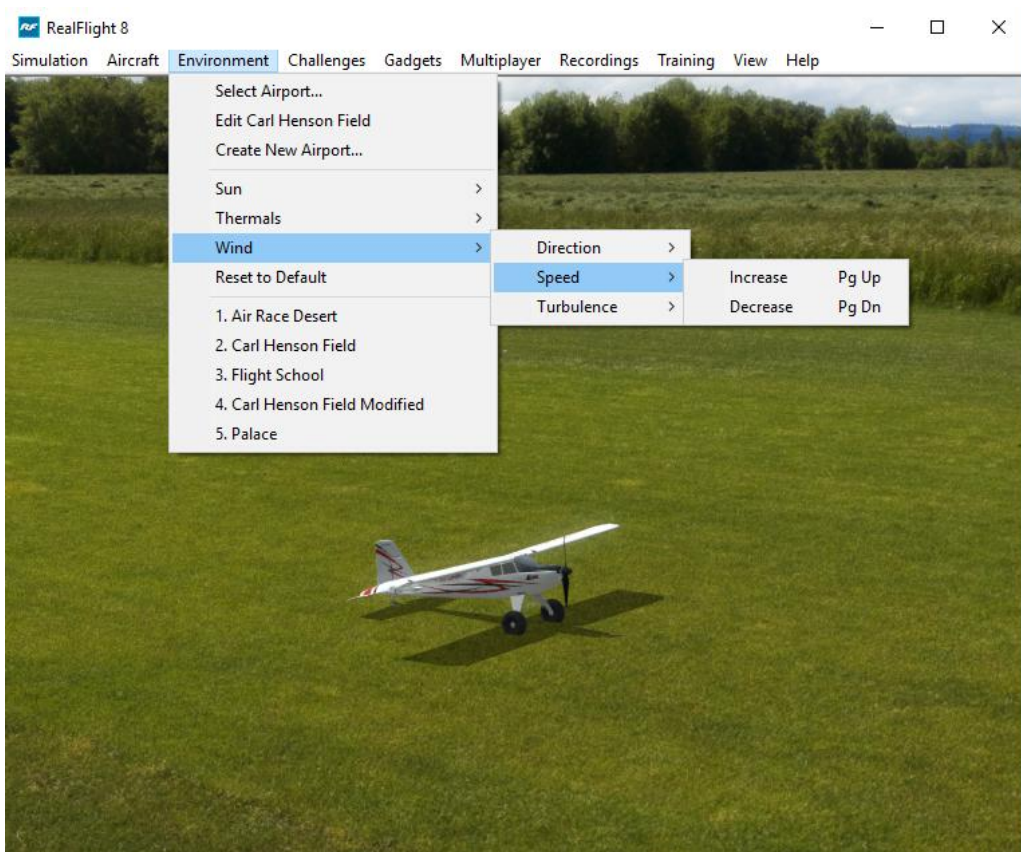 RF RealFlight 8
Simulation Aircraft Environment Challenges Gadgets Multiplayer Recordings Training View Help
Select Airport...
Edit Carl Henson Field
Create New Airport...
Sun
Thermals
Wind
Reset to Default
1. Air Race Desert
2. Carl Henson Field
3. Flight School
4. Carl Henson Field Modified
5. Palace
Direction
Speed
Turbulence
Increase Pg Up
Decrease Pg Dn